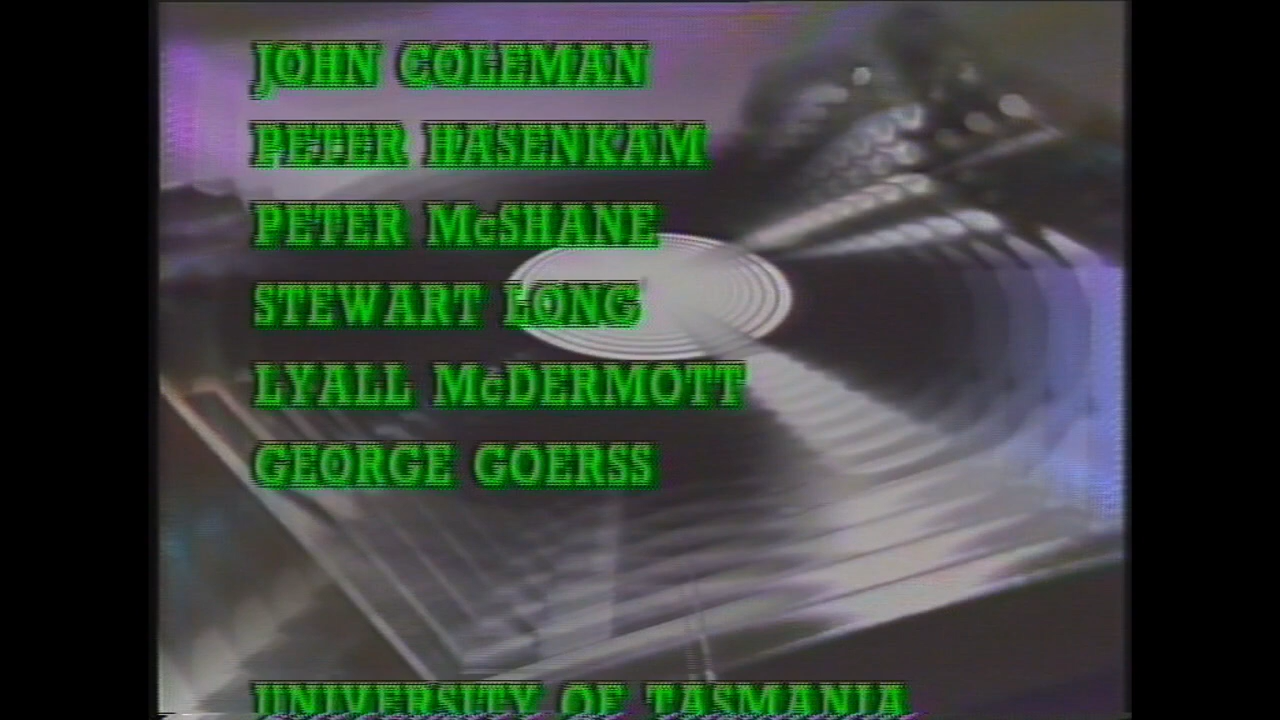 JOHN COLEMAN
PETER HASENKAM
PETER McSHANE
STEWART LONG
LYALL McDERMOTT
GEORGE GOERSS
UNIVERSITY OF TASMANIA